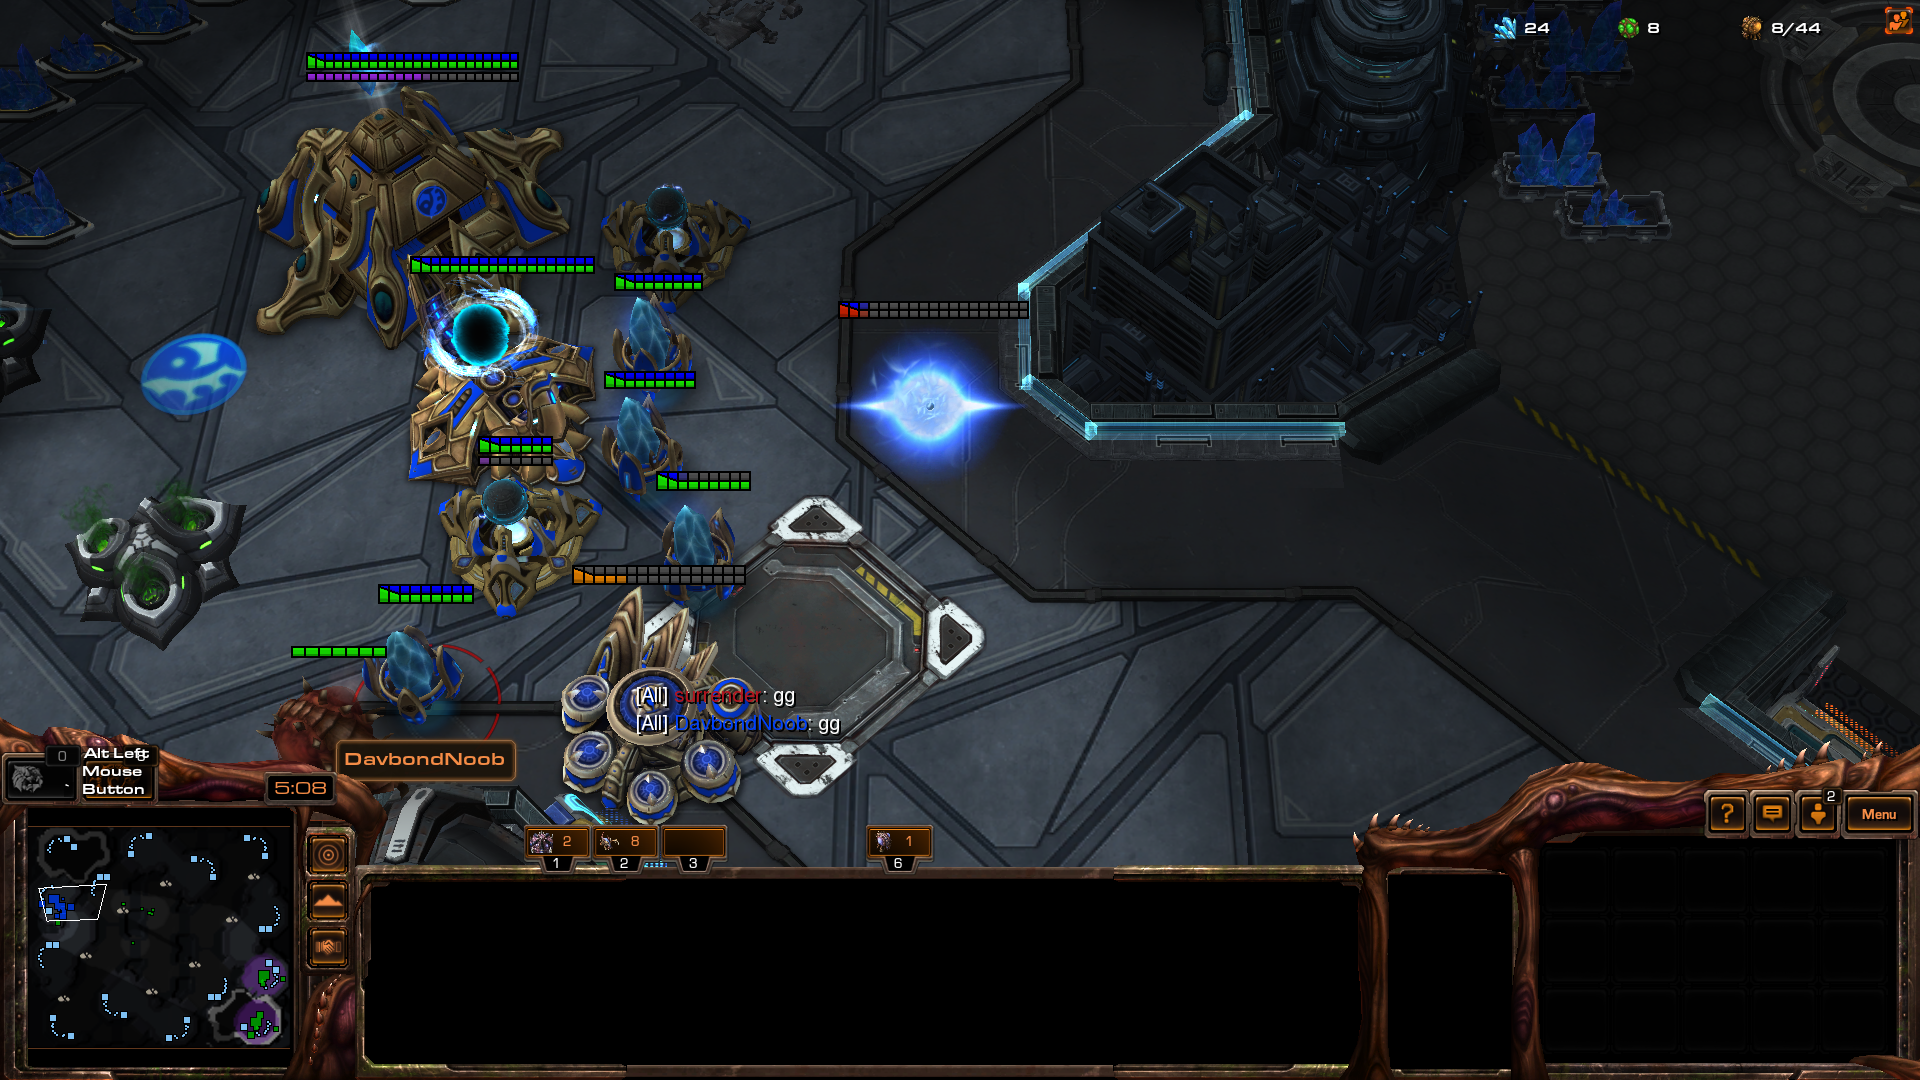 24
8
8/44
[All] surrender: gg
[All] DavbondNoob: gg
0
Alt Left
Mouse
Button
DavbondNoob
5:08
2
8
1
1
2
3
6
?
2
Menu